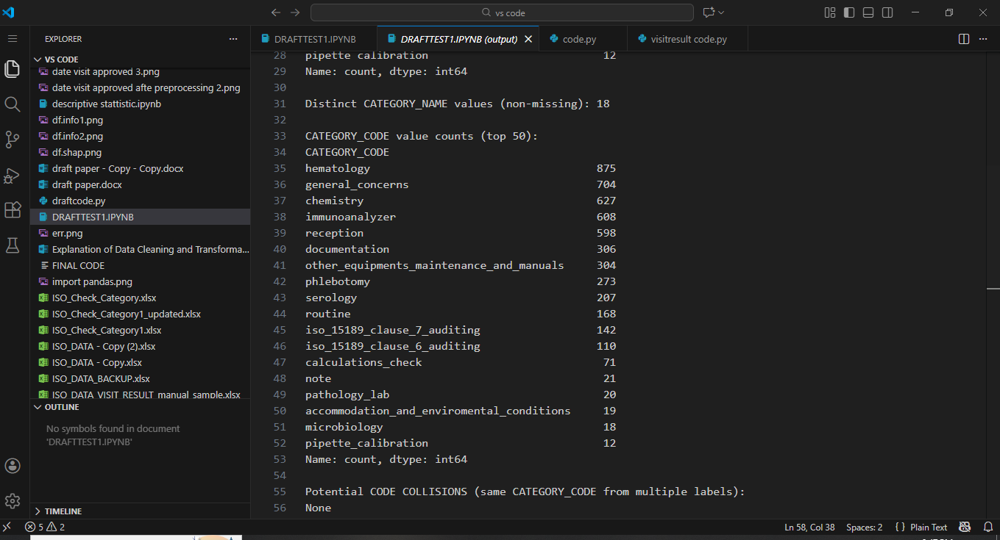 vs code
EXPLORER
VS CODE
date visit approved 3.png
date visit approved afte preprocessing 2.png
descriptive stattistic.ipynb
df.info1.png
df.info2.png
df.shap.png
draft paper - Copy - Copy.docx
draft paper.docx
draftcode.py
DRAFTTEST1.IPYNB
err.png
Explanation of Data Cleaning and Transforma...
FINAL CODE
import pandas.png
ISO_Check_Category.xlsx
ISO_Check_Category1_updated.xlsx
ISO_Check_Category1.xlsx
ISO_DATA - Copy (2).xlsx
ISO_DATA - Copy.xlsx
ISO_DATA_BACKUP.xlsx
ISO_DATA_VISIT_RESULT_manual_sample.xlsx
OUTLINE
No symbols found in document
'DRAFTTEST1.IPYNB'
TIMELINE
DRAFTTEST1.IPYNB DRAFTTEST1.IPYNB (output) code.py visitresult code.py
28 pipette calibration 12
29 Name: count, dtype: int64
30
31 Distinct CATEGORY_NAME values (non-missing): 18
32
33 CATEGORY_CODE value counts (top 50):
34 CATEGORY_CODE
35 hematology 875
36 general_concerns 704
37 chemistry 627
38 immunoanalyzer 608
39 reception 598
40 documentation 306
41 other_equipments_maintenance_and_manuals 304
42 phlebotomy 273
43 serology 207
44 routine 168
45 iso_15189_clause_7_auditing 142
46 iso_15189_clause_6_auditing 110
47 calculations_check 71
48 note 21
49 pathology_lab 20
50 accommodation_and_enviromental_conditions 19
51 microbiology 18
52 pipette_calibration 12
53 Name: count, dtype: int64
54
55 Potential CODE COLLISIONS (same CATEGORY_CODE from multiple labels):
56 None
5 2 Ln 58, Col 38 Spaces: 2 { } Plain Text